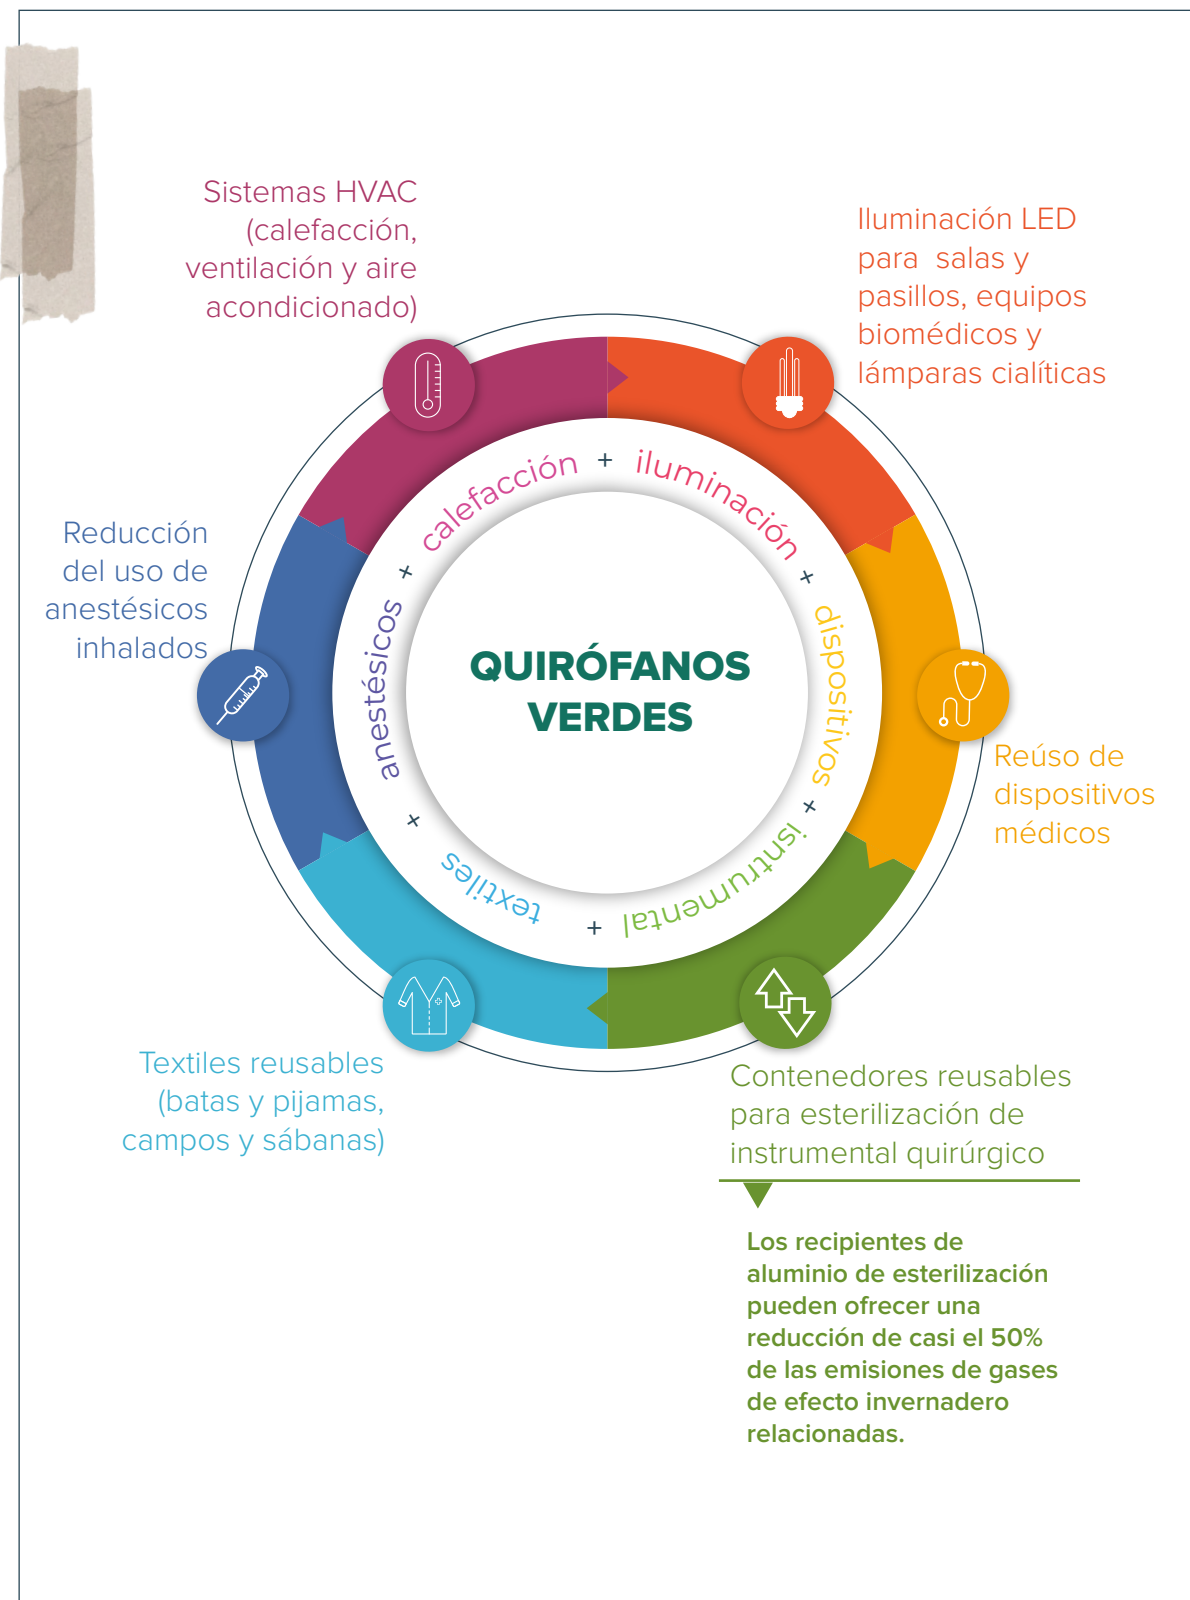 Sistemas HVAC
(calefacción,
ventilación y aire
acondicionado)
Iluminación LED
para salas y
pasillos, equipos
biomédicos y
lámparas cialíticas
Reducción
del uso de
anestésicos
inhalados
calefacción + iluminación + dispositivos + isntrumental + textiles + anestésicos +
QUIRÓFANOS
VERDES
Reúso de
dispositivos
médicos
Textiles reusables
(batas y pijamas,
campos y sábanas)
Contenedores reusables
para esterilización de
instrumental quirúrgico
Los recipientes de
aluminio de esterilización
pueden ofrecer una
reducción de casi el 50%
de las emisiones de gases
de efecto invernadero
relacionadas.